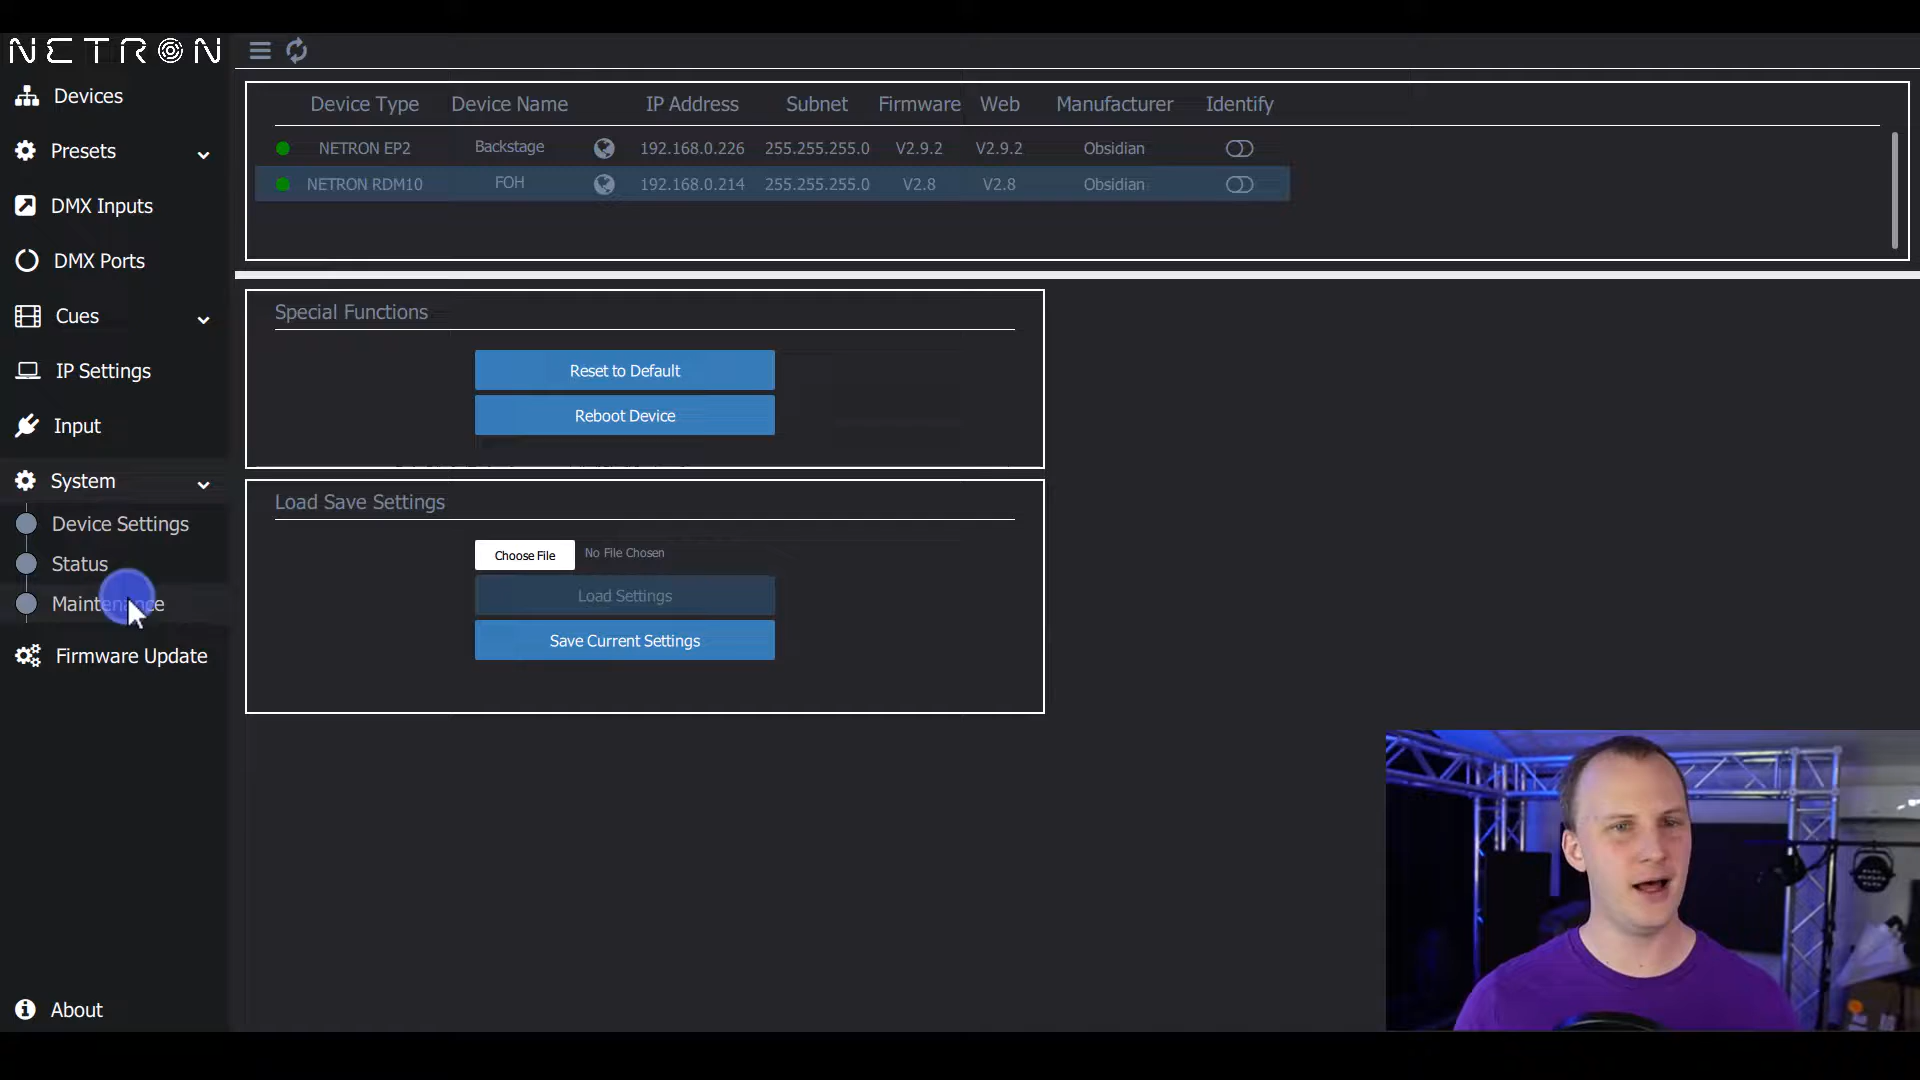 NETRON
Devices
Presets
DMX Inputs
DMX Ports
Cues
IP Settings
Input
System
Device Settings
Status
Maintenance
Firmware Update
About
Device Type Device Name IP Address Subnet Firmware Web Manufacturer Identify
NETRON EP2 Backstage 192.168.0.226 255.255.255.0 V2.9.2 V2.9.2 Obsidian
NETRON RDM10 FOH 192.168.0.214 255.255.255.0 V2.8 V2.8 Obsidian
Special Functions
Reset to Default
Reboot Device
Load Save Settings
Choose File No File Chosen
Load Settings
Save Current Settings